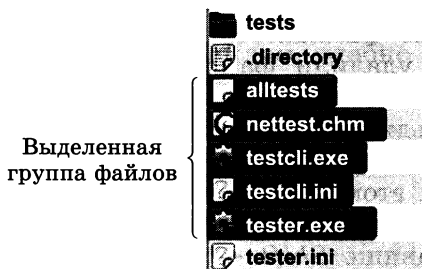 tests
.directory
alltests
nettest.chm
testcli.exe
testcli.ini
tester.exe
tester.ini
Выделенная
группа файлов